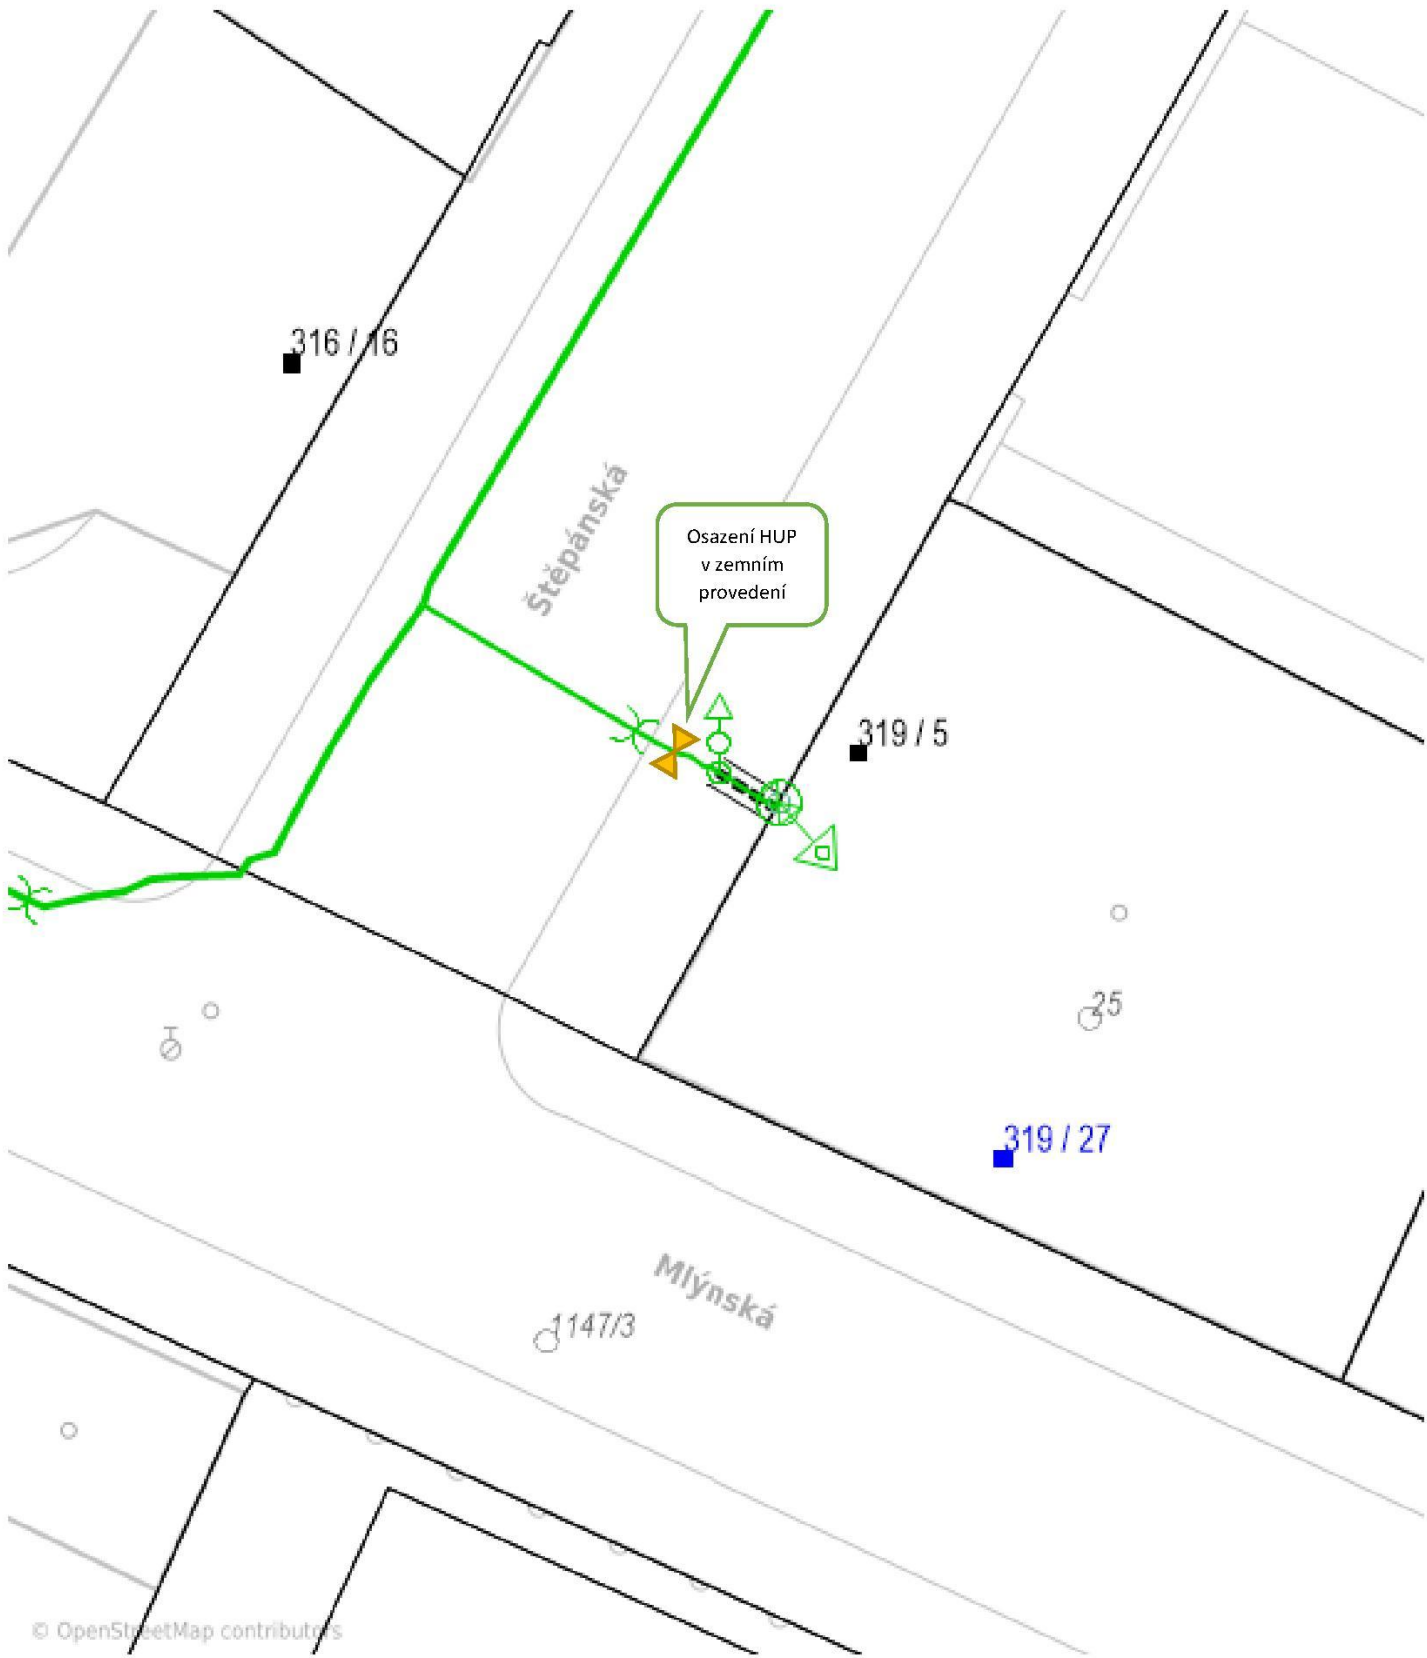 316 / 16
Štěpánská
Osazení HUP
v zemním
provedení
319 / 5
25
319 / 27
Mlýnská
1147/3
© OpenStreetMap contributors